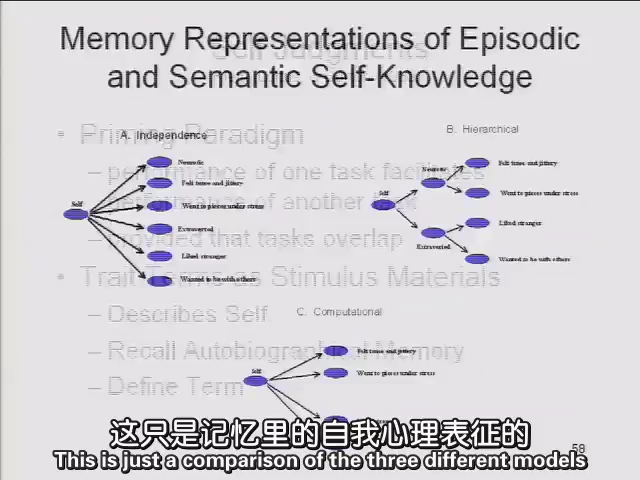 Memory Representations of Episodic
and Semantic Self-Knowledge
Self Judgments
• Priming Paradigm
– performance of one task facilitates
performance of another task
– provided that tasks overlap
• Trait Terms as Stimulus Materials
– Describes Self
– Recall Autobiographical Memory
– Define Term
A. Independence
Self
Neurotic
Felt tense and jittery
Went to pieces under stress
Extraverted
Liked stranger
Wanted to be with others
B. Hierarchical
Self
Neurotic
Extraverted
Felt tense and jittery
Went to pieces under stress
Liked stranger
Wanted to be with others
C. Computational
Self
Felt tense and jittery
Went to pieces under stress
58
这只是记忆里的自我心理表征的
This is just a comparison of the three different models